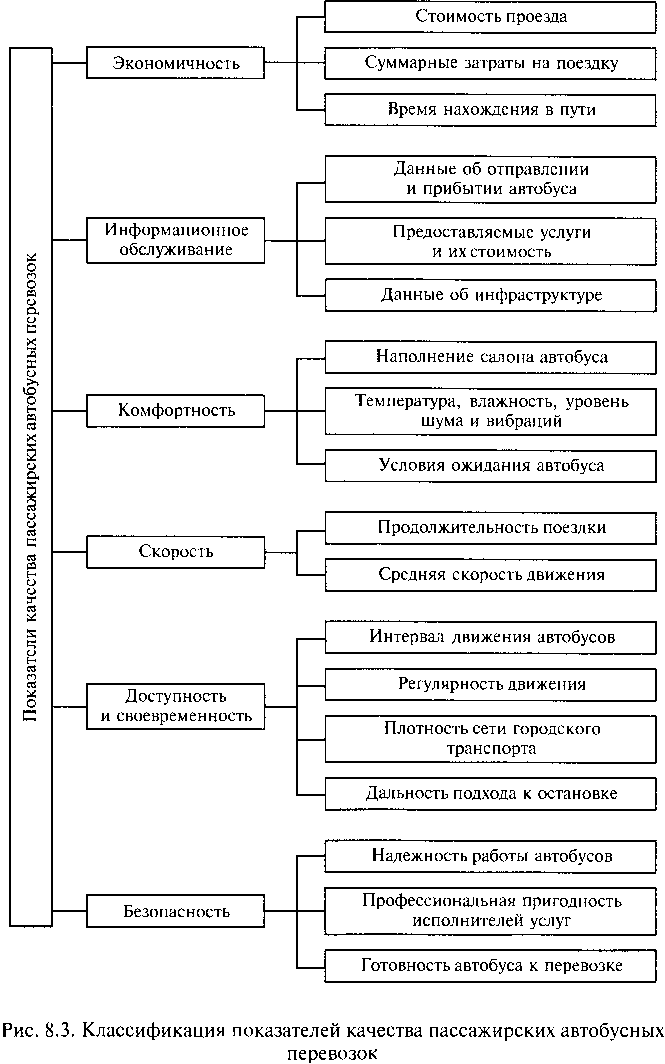 Показатели качества пассажирских автобусных перевозок
Экономичность
Стоимость проезда
Суммарные затраты на поездку
Время нахождения в пути
Информационное
обслуживание
Данные об отправлении
и прибытии автобуса
Предоставляемые услуги
и их стоимость
Данные об инфраструктуре
Комфортность
Наполнение салона автобуса
Температура, влажность, уровень
шума и вибраций
Условия ожидания автобуса
Скорость
Продолжительность поездки
Средняя скорость движения
Доступность
и своевременность
Интервал движения автобусов
Регулярность движения
Плотность сети городского
транспорта
Дальность подхода к остановке
Безопасность
Надежность работы автобусов
Профессиональная пригодность
исполнителей услуг
Готовность автобуса к перевозке
Рис. 8.3. Классификация показателей качества пассажирских автобусных
перевозок